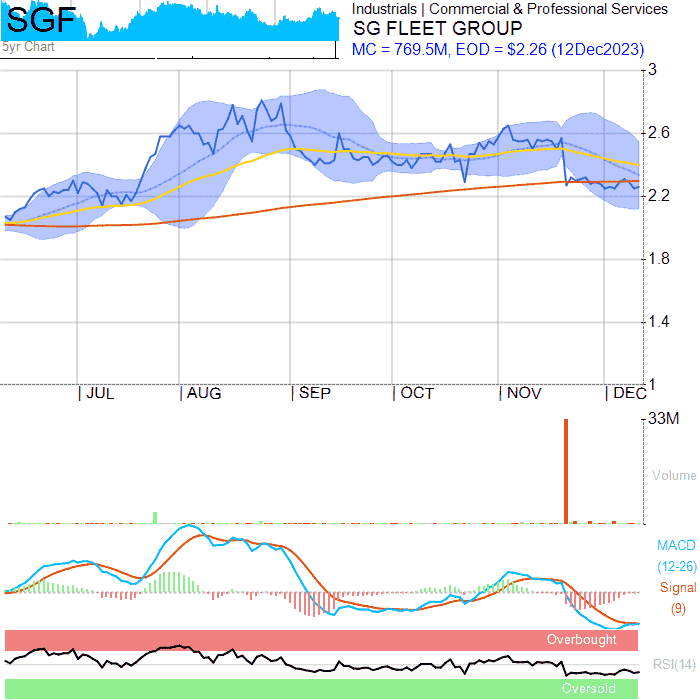 SGF
5yr Chart
Industrials | Commercial & Professional Services
SG FLEET GROUP
MC = 769.5M, EOD = $2.26 (12Dec2023)
3
2.6
2.2
1.8
1.4
1
| JUL | AUG | SEP | OCT | NOV | DEC
33M
Volume
MACD
(12-26)
Signal
(9)
Overbought
RSI(14)
Oversold